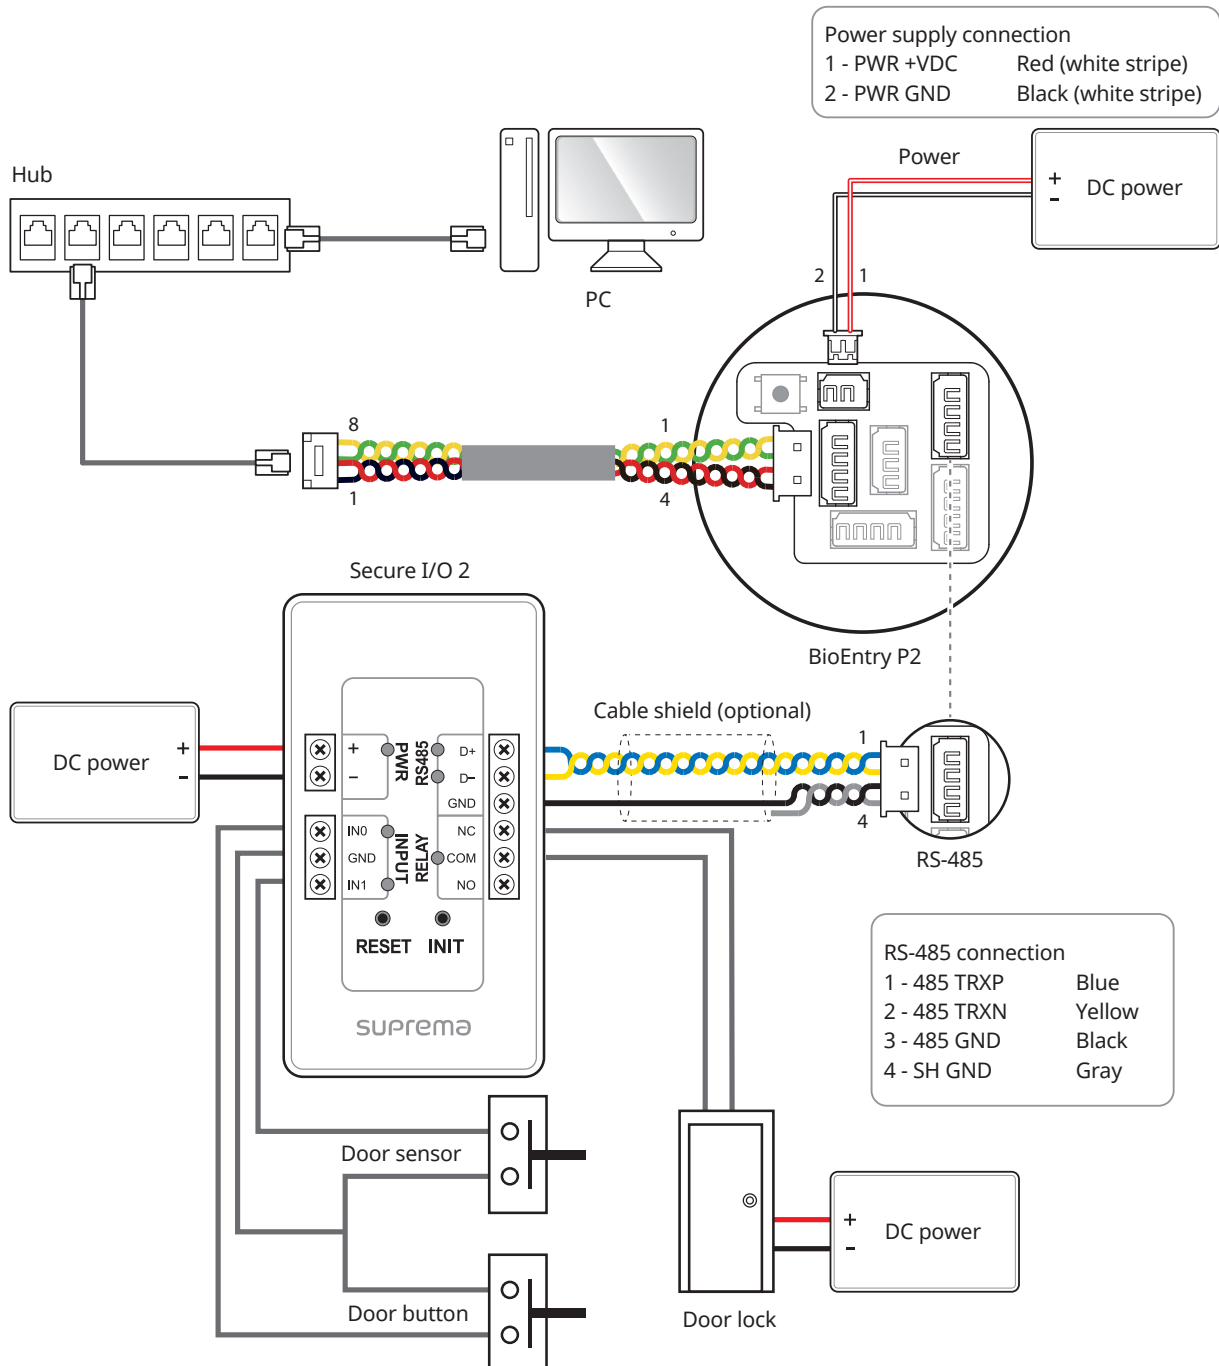 Power supply connection
1 - PWR +VDC Red (white stripe)
2 - PWR GND Black (white stripe)
Power
+
-
DC power
Hub
PC
2 1
8
1
1
4
BioEntry P2
Secure I/O 2
DC power
+
-
+
-
PWR
RS485
D+
D-
GND
IN0
GND
IN1
INPUT
RELAY
NC
COM
NO
RESET INIT
suprema
Cable shield (optional)
1
4
RS-485
RS-485 connection
1 - 485 TRXP Blue
2 - 485 TRXN Yellow
3 - 485 GND Black
4 - SH GND Gray
Door sensor
Door button
Door lock
+
-
DC power